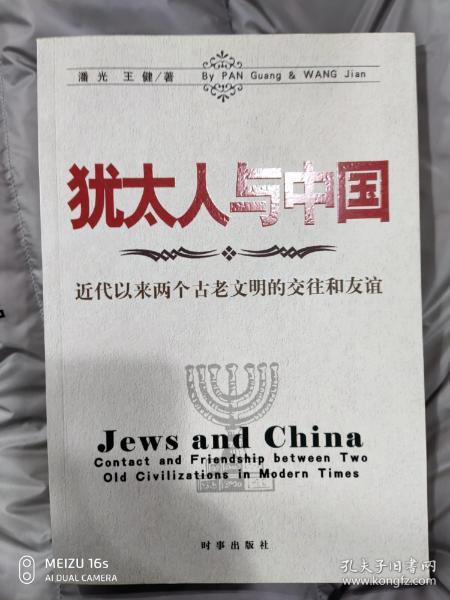 潘光 王健/著 By PAN Guang & WANG Jian
犹太人与中国
近代以来两个古老文明的交往和友谊
Jews and China
Contact and Friendship between Two
Old Civilizations in Modern Times
时事出版社
MEIZU 16s
AI DUAL CAMERA
孔夫子旧书网
www.kongfz.com